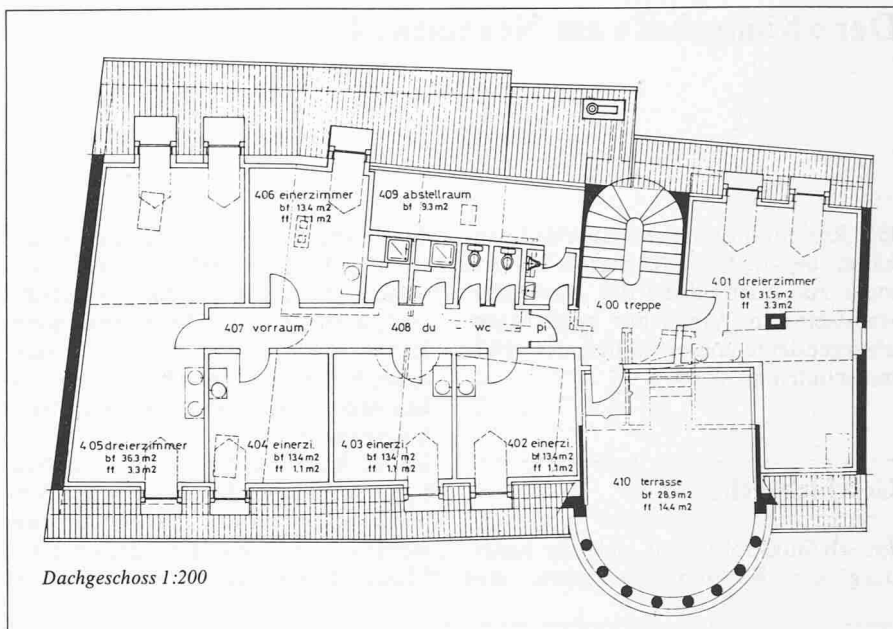 406 einerzimmer
bf 13.4 m2
ff 1.1 m2
409 abstellraum
bf 9.3 m2
400 treppe
401 dreierzimmer
bf 31.5 m2
ff 3.3 m2
407 vorraum
408 du
wc
pi
405 dreierzimmer
bf 36.3 m2
ff 3.3 m2
404 einerzi.
bf 13.4 m2
ff 1.1 m2
403 einerzi.
bf 13.4 m2
ff 1.1 m2
402 einerzi.
bf 13.4 m2
ff 1.1 m2
410 terrasse
bf 28.9 m2
ff 14.4 m2
Dachgeschoss 1:200